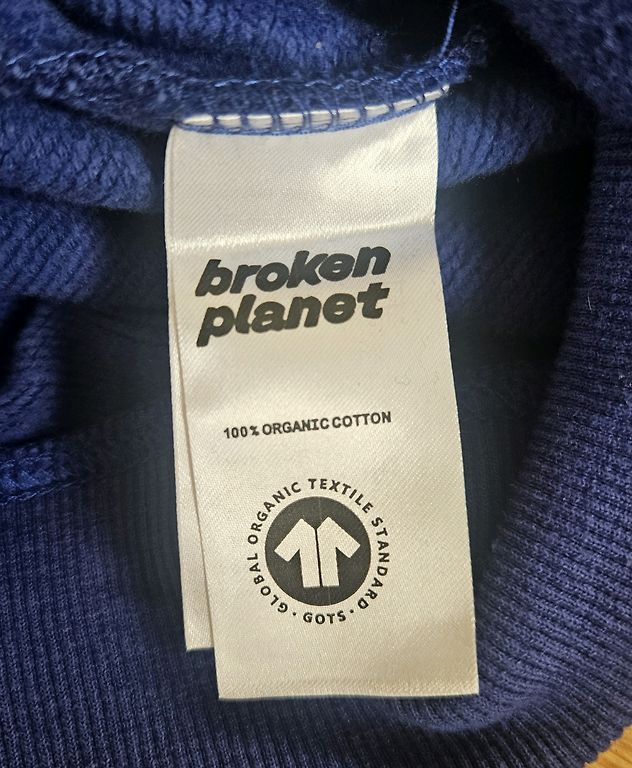 broken
planet
100% ORGANIC COTTON
GLOBAL ORGANIC TEXTILE STANDARD · GOTS ·